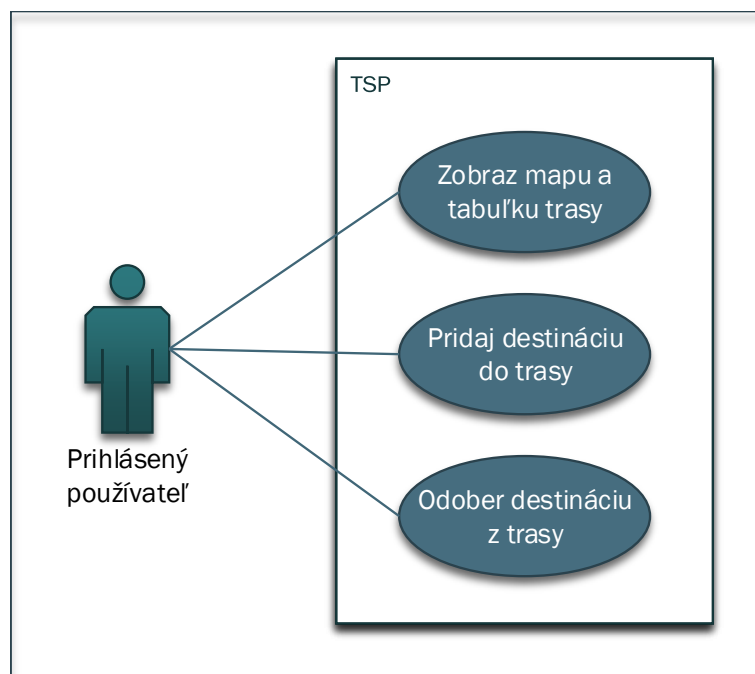 TSP
Zobraz mapu a
tabuľku trasy
Pridaj destináciu
do trasy
Odober destináciu
z trasy
Prihlásený
používateľ